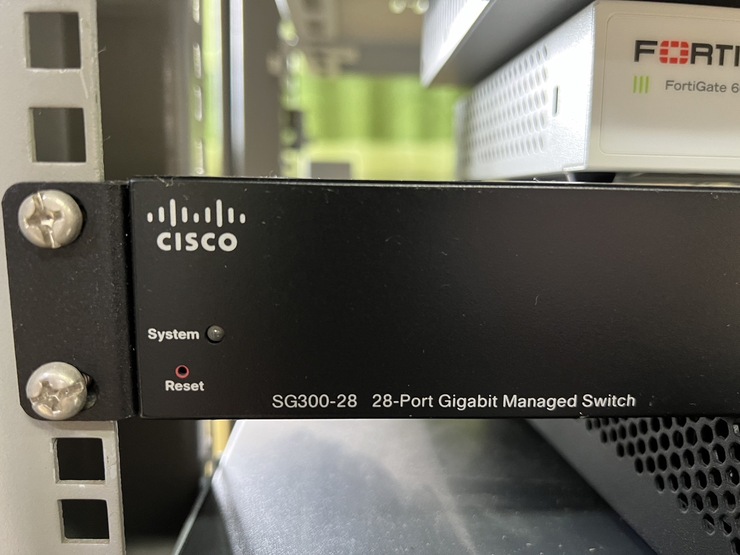 FORTI
FortiGate 6
CISCO
System
Reset
SG300-28 28-Port Gigabit Managed Switch